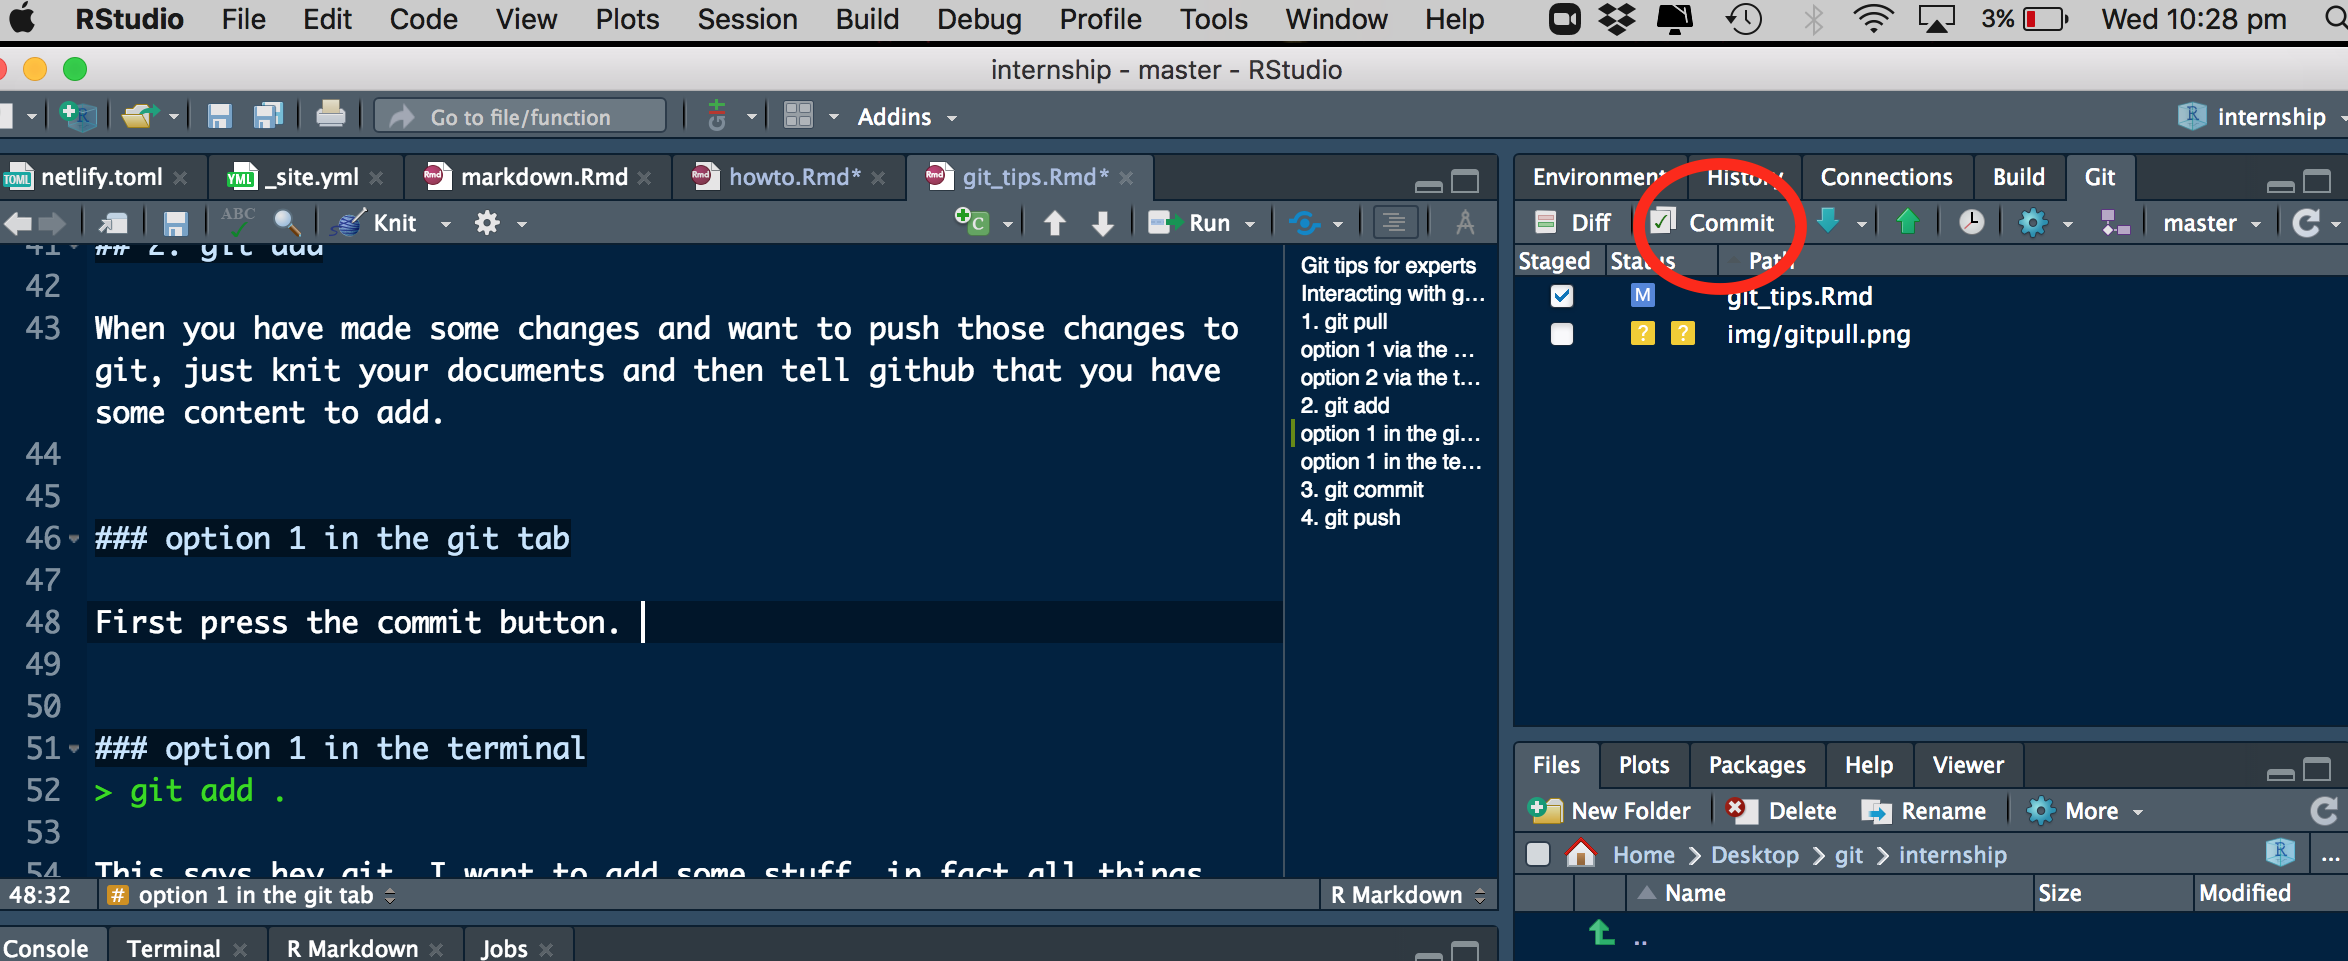 RStudio File Edit Code View Plots Session Build Debug Profile Tools Window Help 3% Wed 10:28 pm
internship - master - RStudio
Go to file/function Git Addins internship
TOML netlify.toml YML _site.yml Rmd markdown.Rmd Rmd howto.Rmd* Rmd git_tips.Rmd*
Environment History Connections Build Git
ABC Knit C Run
Diff Commit master
Staged Status Path
M git_tips.Rmd
? ? img/gitpull.png
41 ## 2. git add
42
43 When you have made some changes and want to push those changes to
git, just knit your documents and then tell github that you have
some content to add.
44
45
46 ### option 1 in the git tab
47
48 First press the commit button.
49
50
51 ### option 1 in the terminal
52 > git add .
53
54 This says hey git, I want to add some stuff, in fact all things
Git tips for experts
Interacting with g...
1. git pull
option 1 via the ...
option 2 via the t...
2. git add
option 1 in the gi...
option 1 in the te...
3. git commit
4. git push
48:32 # option 1 in the git tab R Markdown
Console Terminal R Markdown Jobs
Files Plots Packages Help Viewer
New Folder Delete Rename More
Home Desktop git internship R ...
Name Size Modified
..